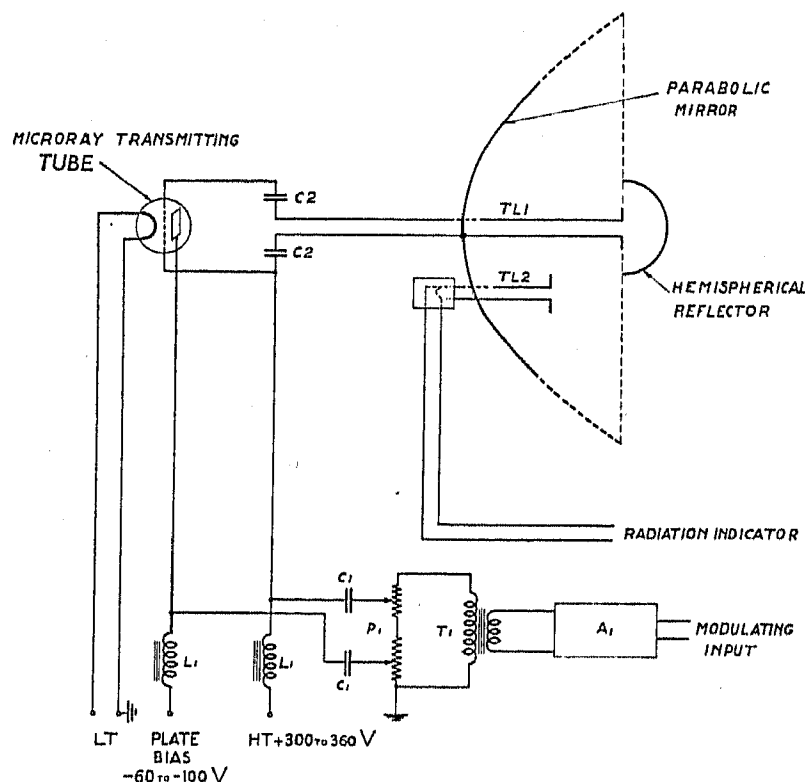 PARABOLIC
MIRROR
MICRORAY TRANSMITTING
TUBE
C2
TL1
C2
TL2
HEMISPHERICAL
REFLECTOR
RADIATION INDICATOR
C1
P1
T1
A1
MODULATING
INPUT
L1
L1
C1
LT
PLATE
BIAS
-60 TO -100 V
HT+300 TO 360 V